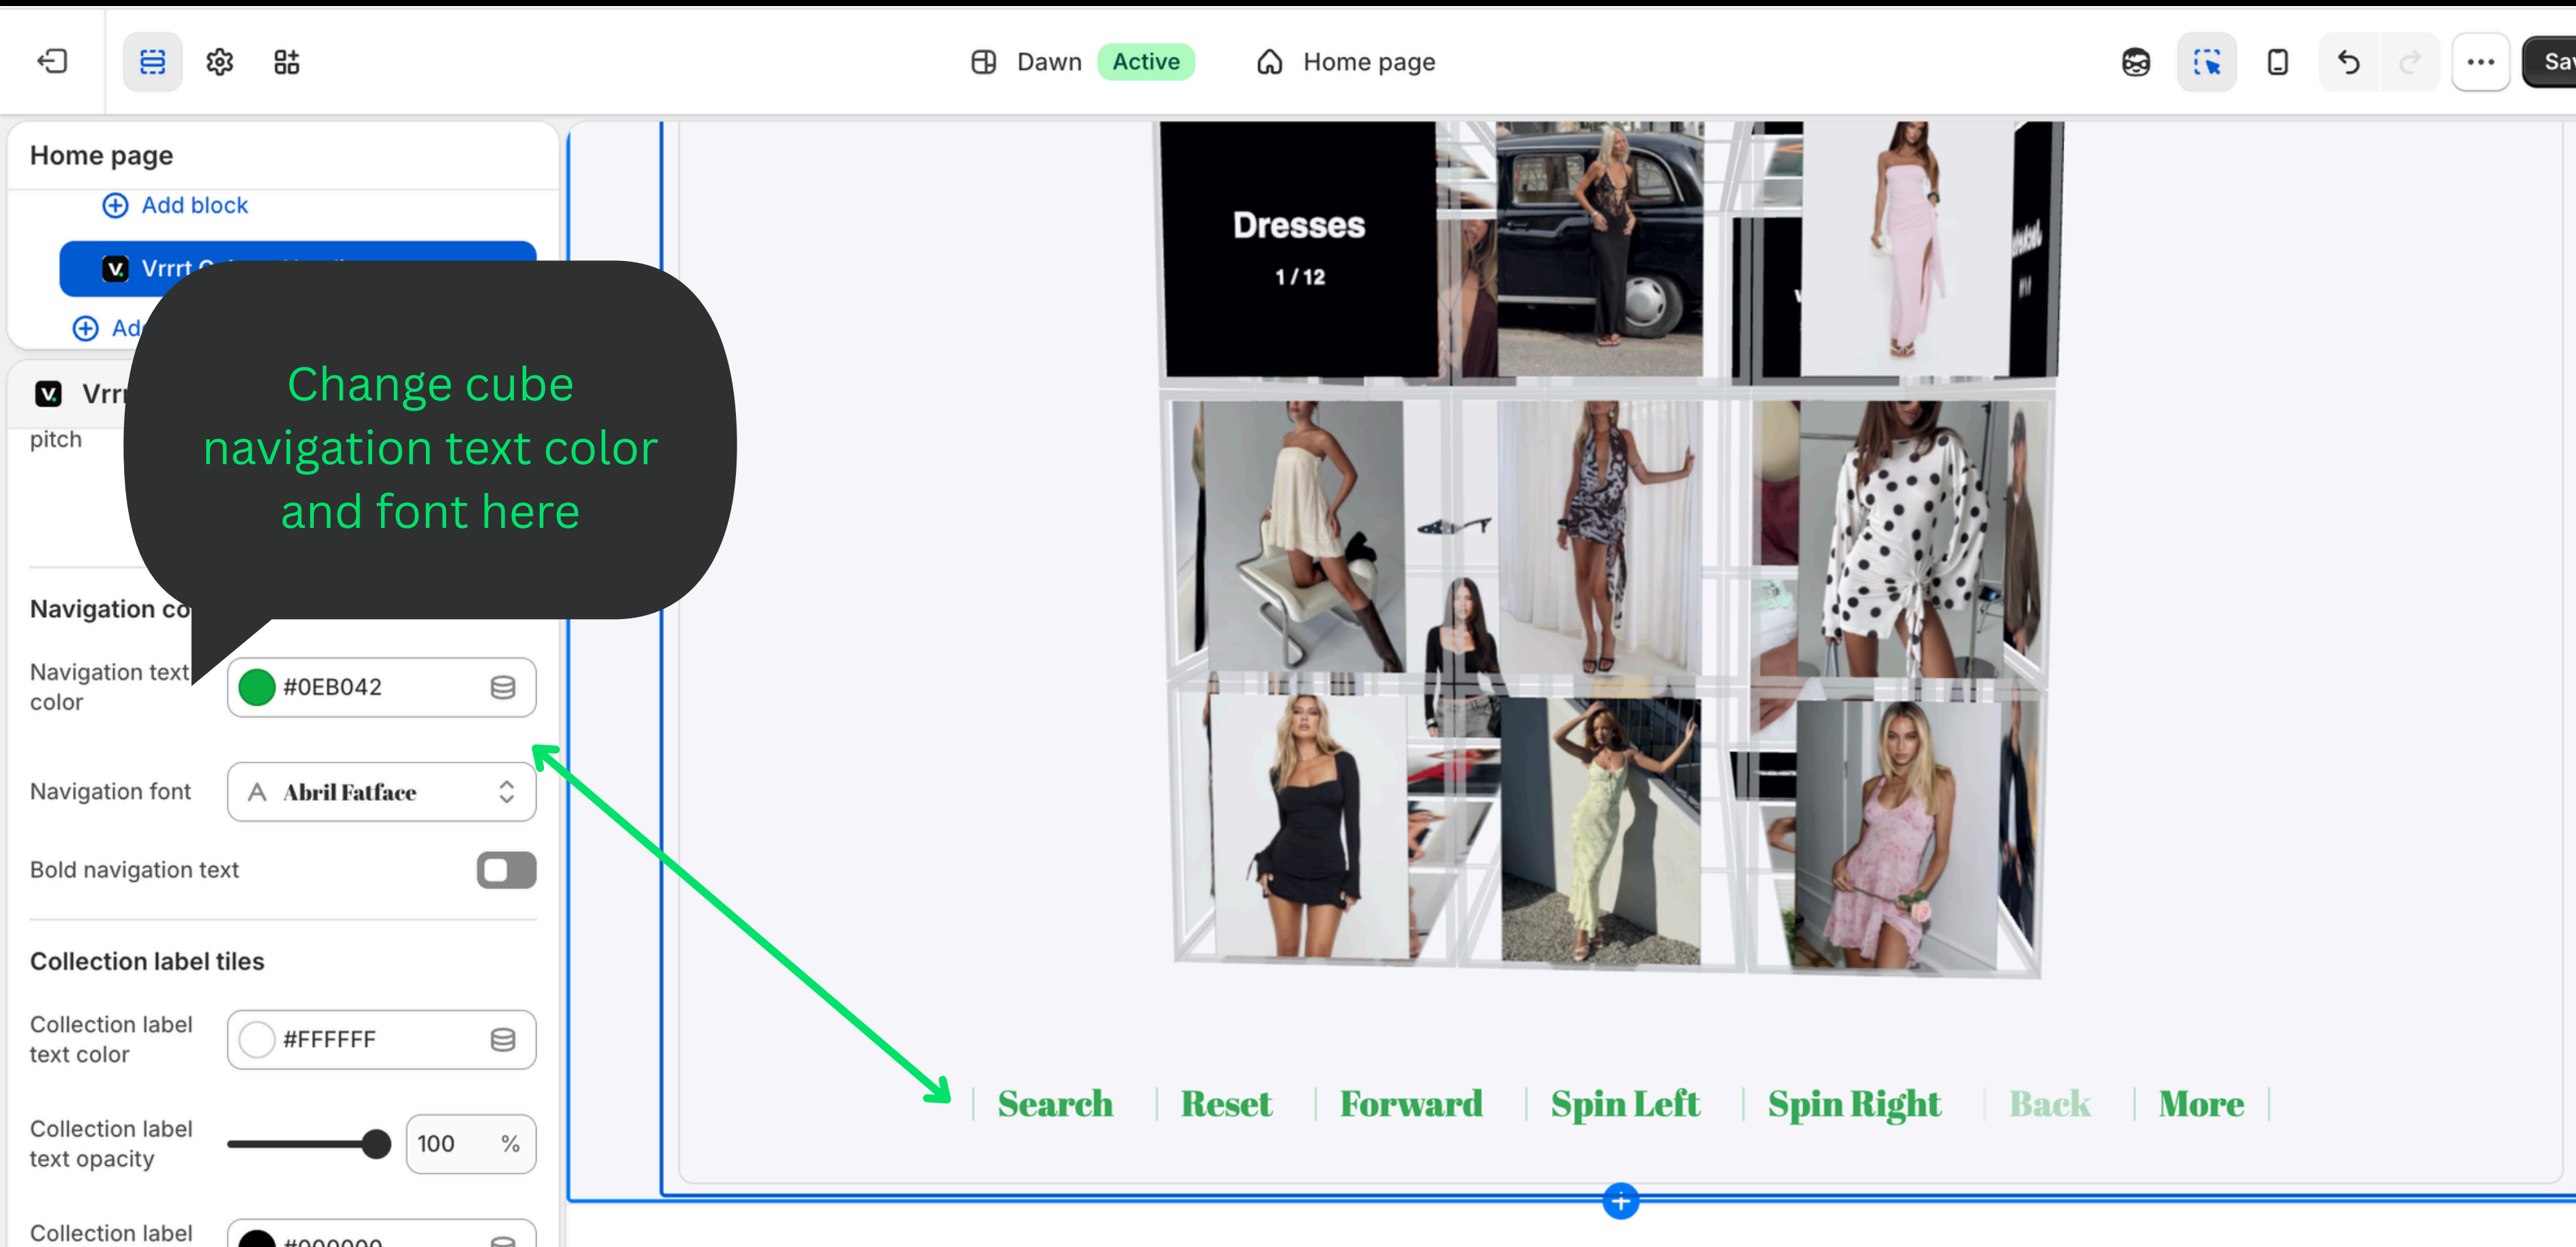 Dawn Active Home page
Sav
Home page
Add block
Vrrrt
Add
Vrrr
pitch
Change cube
navigation text color
and font here
Navigation co
Navigation text
color
#0EB042
Navigation font
A Abril Fatface
Bold navigation text
Collection label tiles
Collection label
text color
#FFFFFF
Collection label
text opacity
100 %
Collection label
#000000
Dresses
1 / 12
Search Reset Forward Spin Left Spin Right Back More